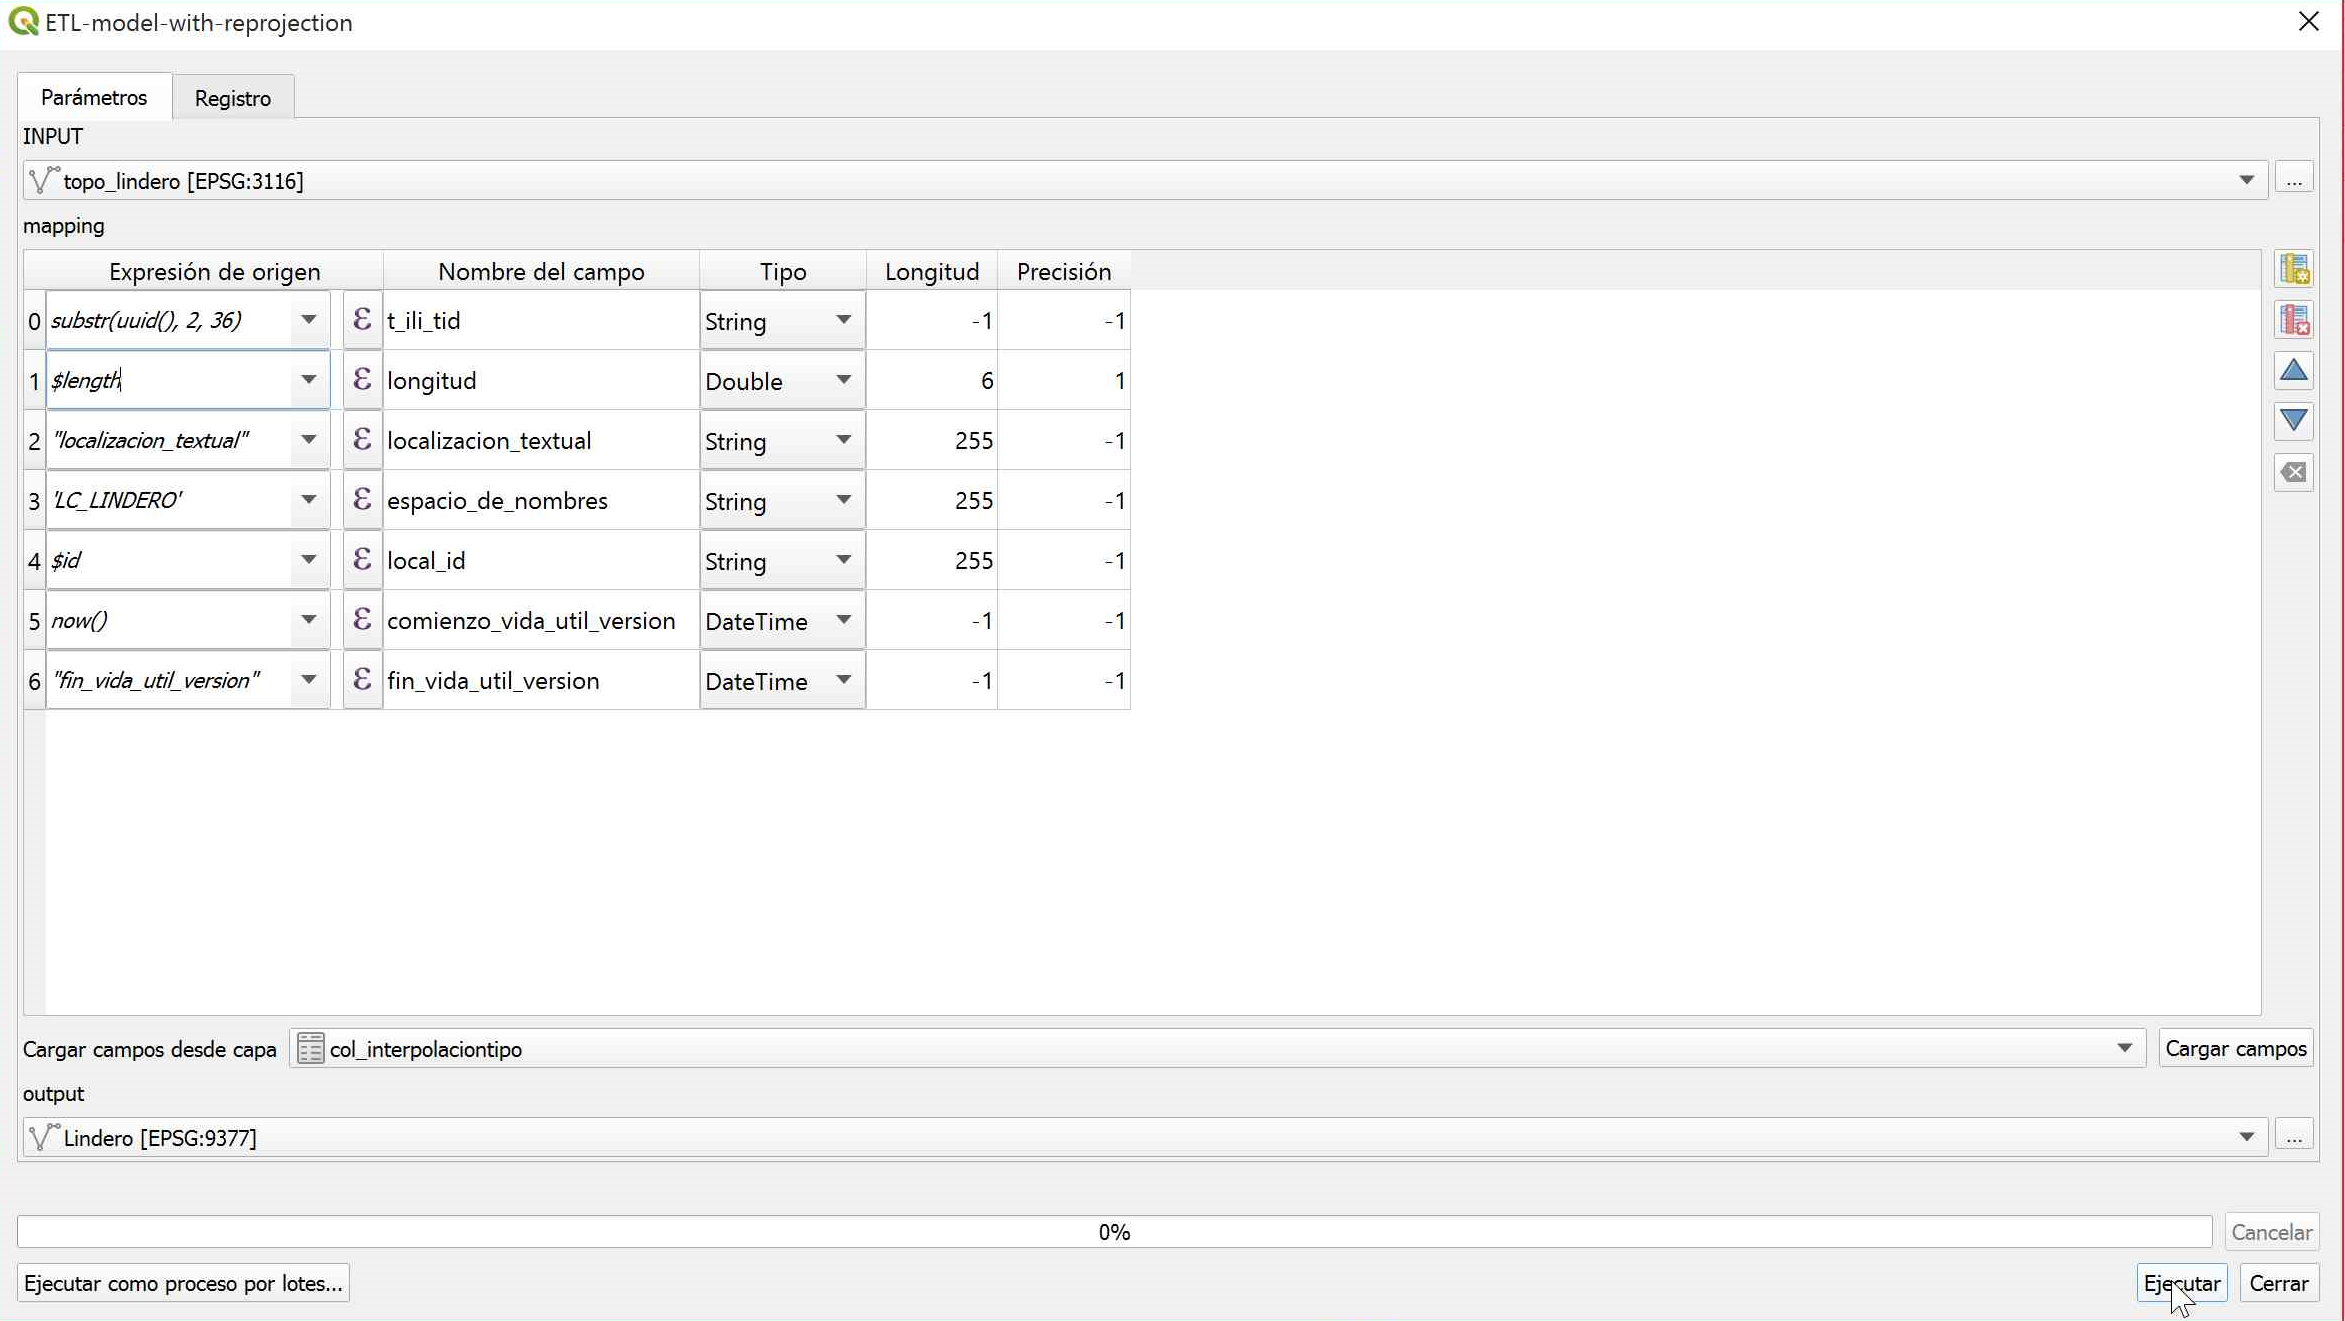 ETL-model-with-reprojection
Parámetros Registro
INPUT
topo_lindero [EPSG:3116] ...
mapping
Expresión de origen Nombre del campo Tipo Longitud Precisión
0 substr(uuid(), 2, 36) ε t_ili_tid String -1 -1
1 $length ε longitud Double 6 1
2 "localizacion_textual" ε localizacion_textual String 255 -1
3 'LC_LINDERO' ε espacio_de_nombres String 255 -1
4 $id ε local_id String 255 -1
5 now() ε comienzo_vida_util_version DateTime -1 -1
6 "fin_vida_util_version" ε fin_vida_util_version DateTime -1 -1
Cargar campos desde capa col_interpolaciontipo Cargar campos
output
Lindero [EPSG:9377] ...
0% Cancelar
Ejecutar como proceso por lotes... Ejecutar Cerrar